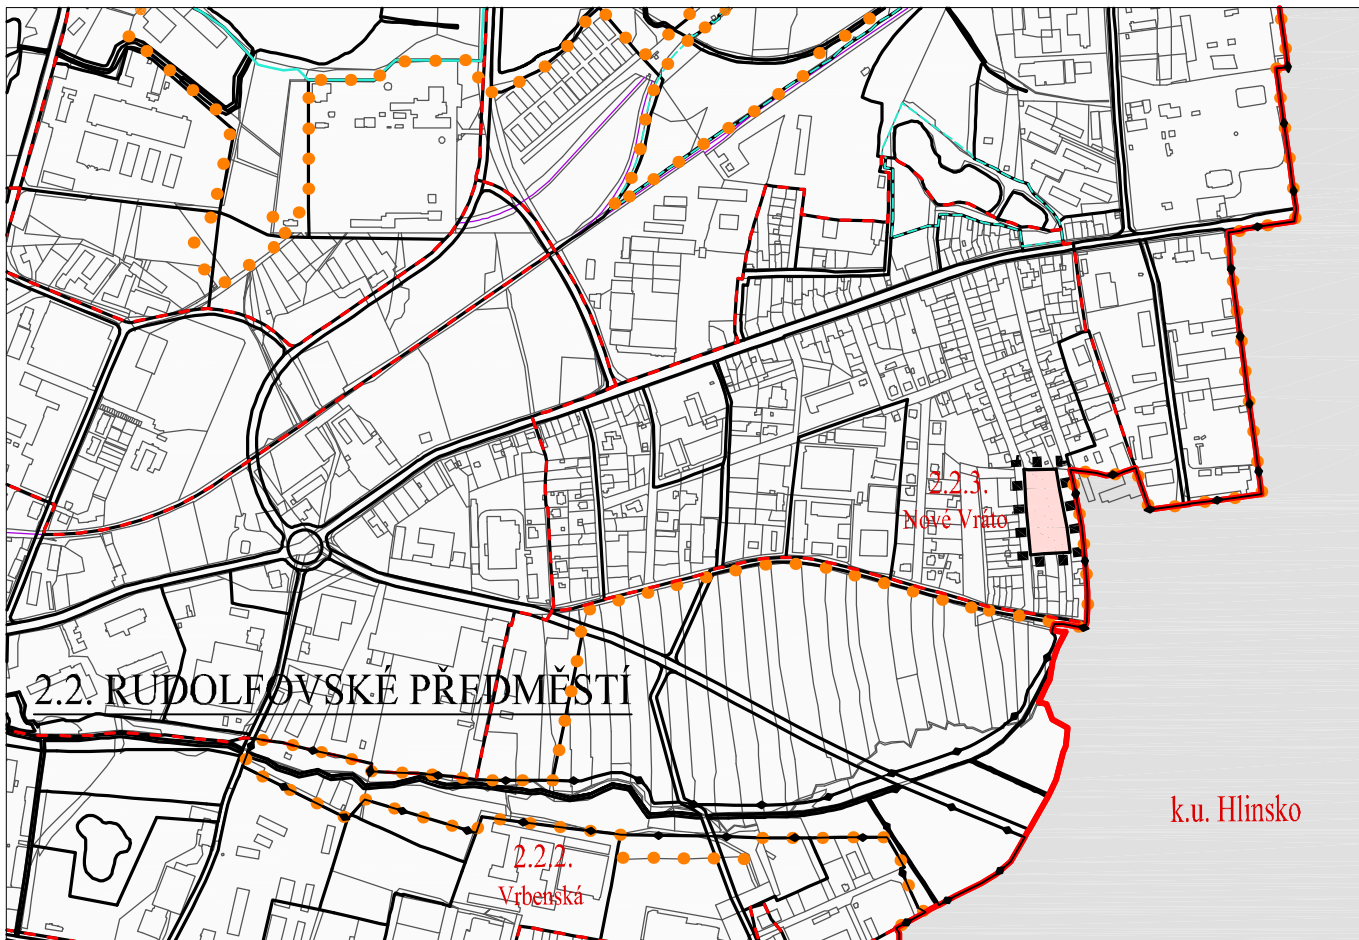 2.2.3.
Nové Vráto
2.2. RUDOLFOVSKÉ PŘEDMĚSTÍ
k.u. Hlinsko
2.2.2.
Vrbenská